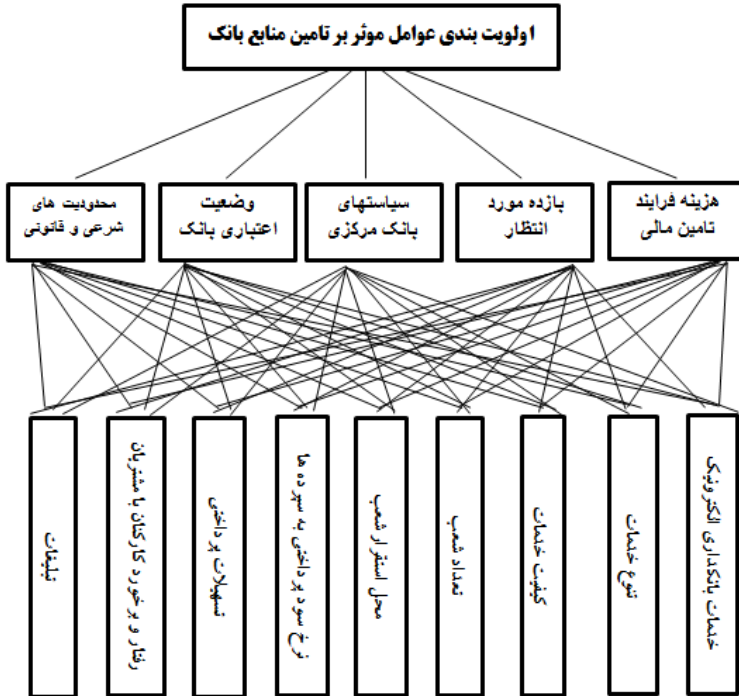 اولویت بندی عوامل موثر بر تامین منابع بانک
هزینه فرایند
تامین مالی
بازده مورد
انتظار
سیاستهای
بانک مرکزی
وضعیت
اعتباری بانک
محدودیت های
شرعی و قانونی
خدمات بانکداری الکترونیک
تنوع خدمات
کیفیت خدمات
تعداد شعب
محل استقرار شعب
نرخ سود پرداختی به سپرده ها
تسهیلات پرداختی
رفتار و برخورد کارکنان با مشتریان
تبلیغات